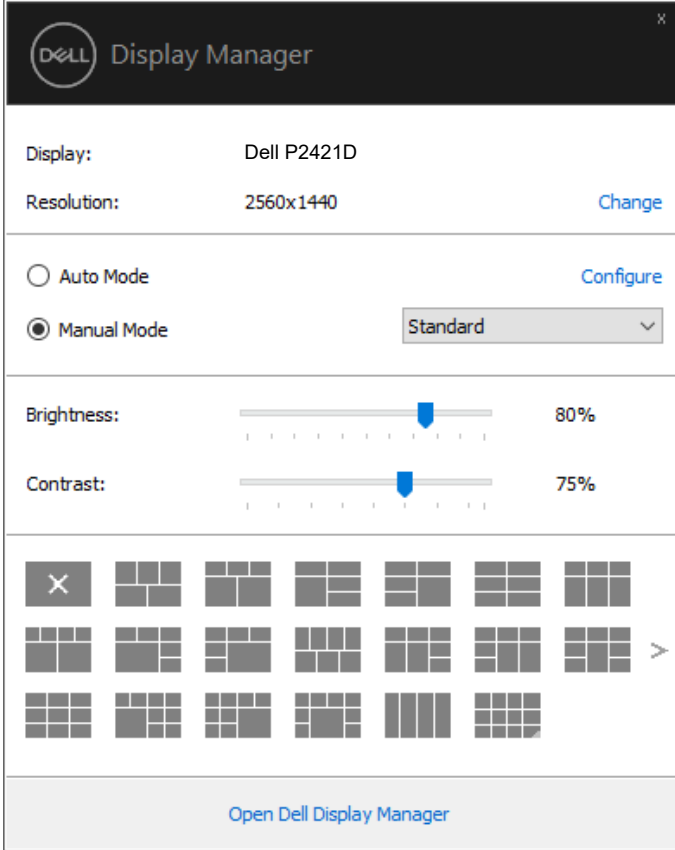 x
DELL Display Manager
Display: Dell P2421D
Resolution: 2560x1440 Change
Auto Mode Configure
Manual Mode Standard
Brightness: 80%
Contrast: 75%
>
Open Dell Display Manager